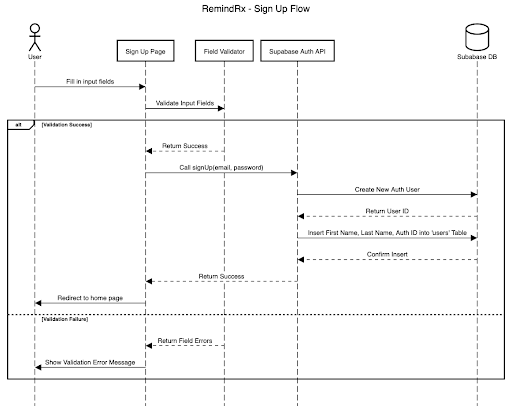 RemindRx - Sign Up Flow
User
Sign Up Page
Field Validator
Supabase Auth API
Supabase DB
Fill in input fields
Validate Input Fields
alt
[Validation Success]
Return Success
Call signUp(email, password)
Create New Auth User
Return User ID
Insert First Name, Last Name, Auth ID into 'users' Table
Confirm Insert
Return Success
Redirect to home page
[Validation Failure]
Return Field Errors
Show Validation Error Message